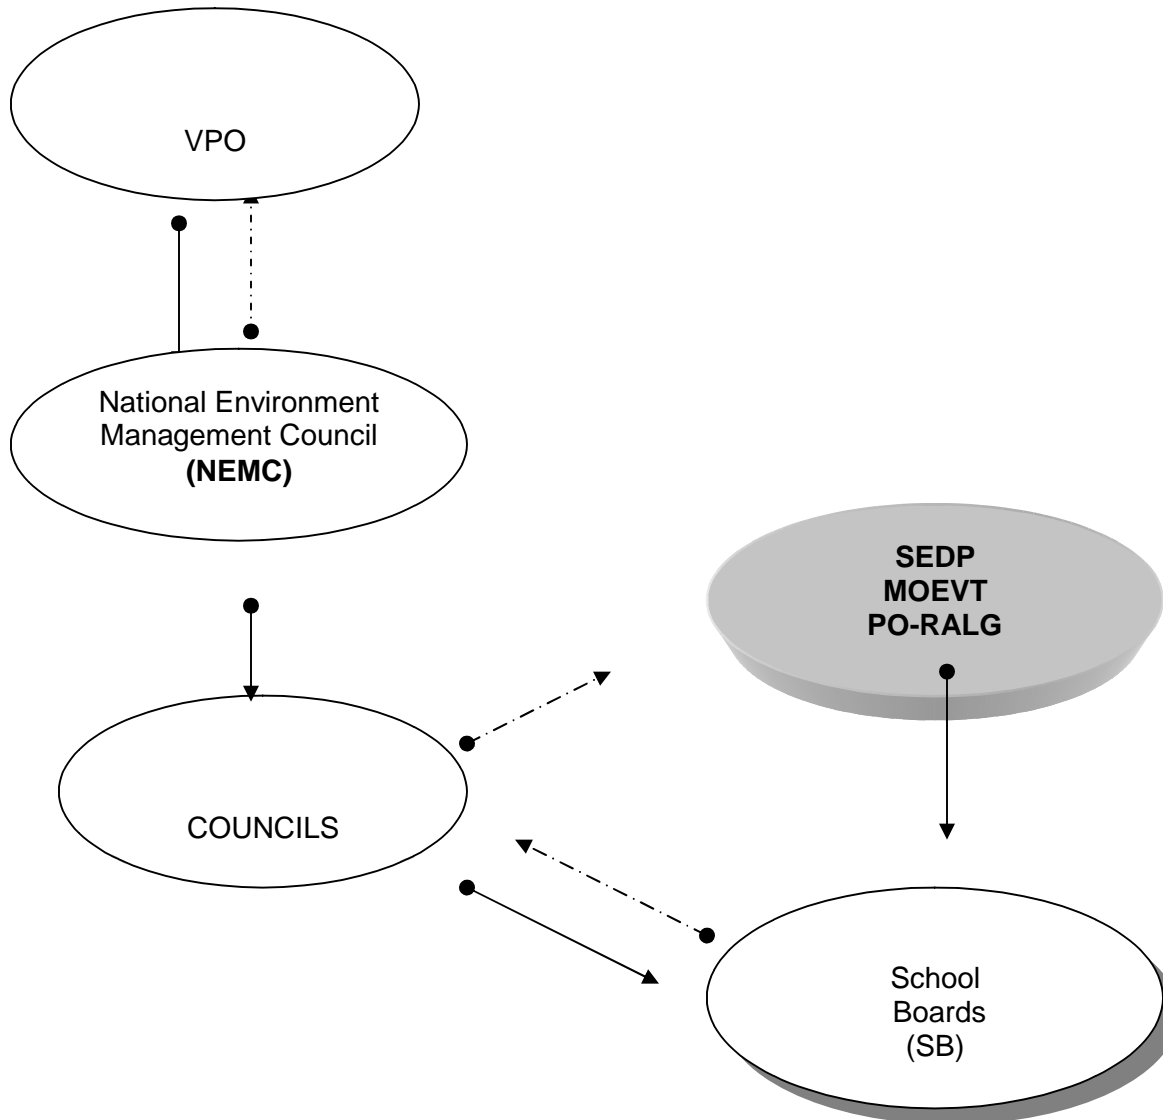 VPO
National Environment
Management Council
(NEMC)
SEDP
MOEVT
PO-RALG
COUNCILS
School
Boards
(SB)